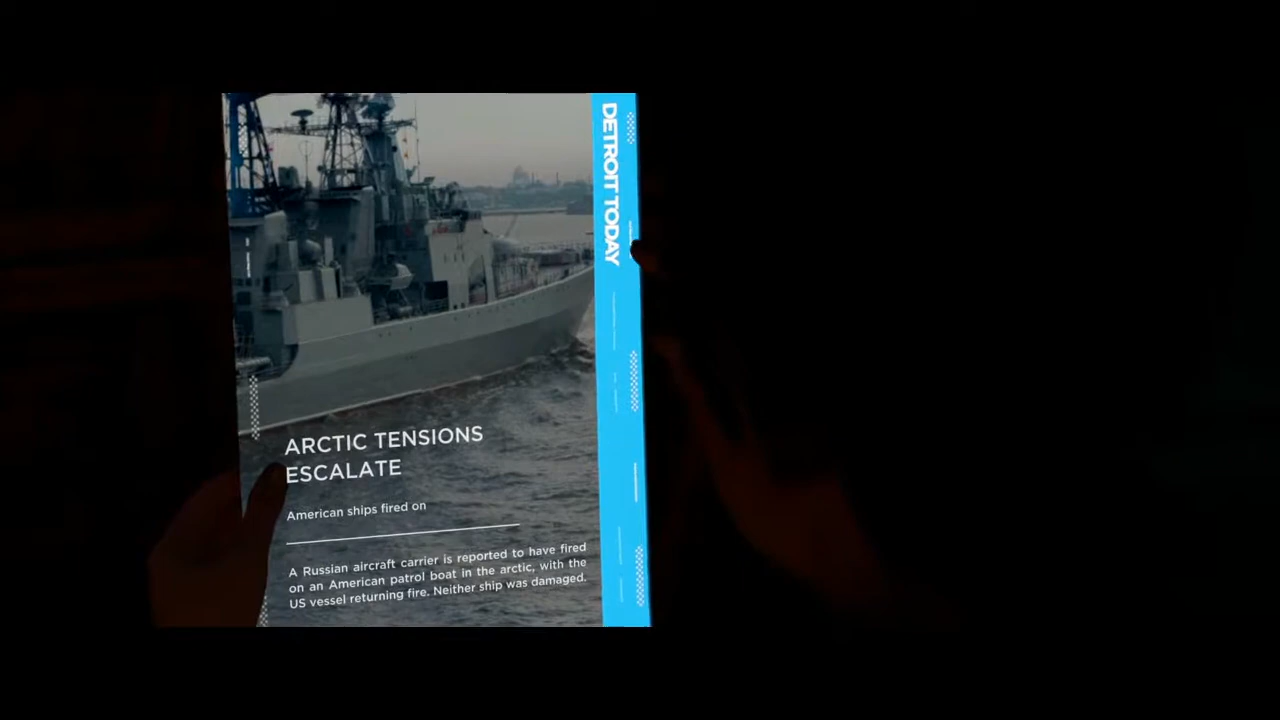 DETROIT TODAY
ARCTIC TENSIONS
ESCALATE
American ships fired on
A Russian aircraft carrier is reported to have fired
on an American patrol boat in the arctic, with the
US vessel returning fire. Neither ship was damaged.